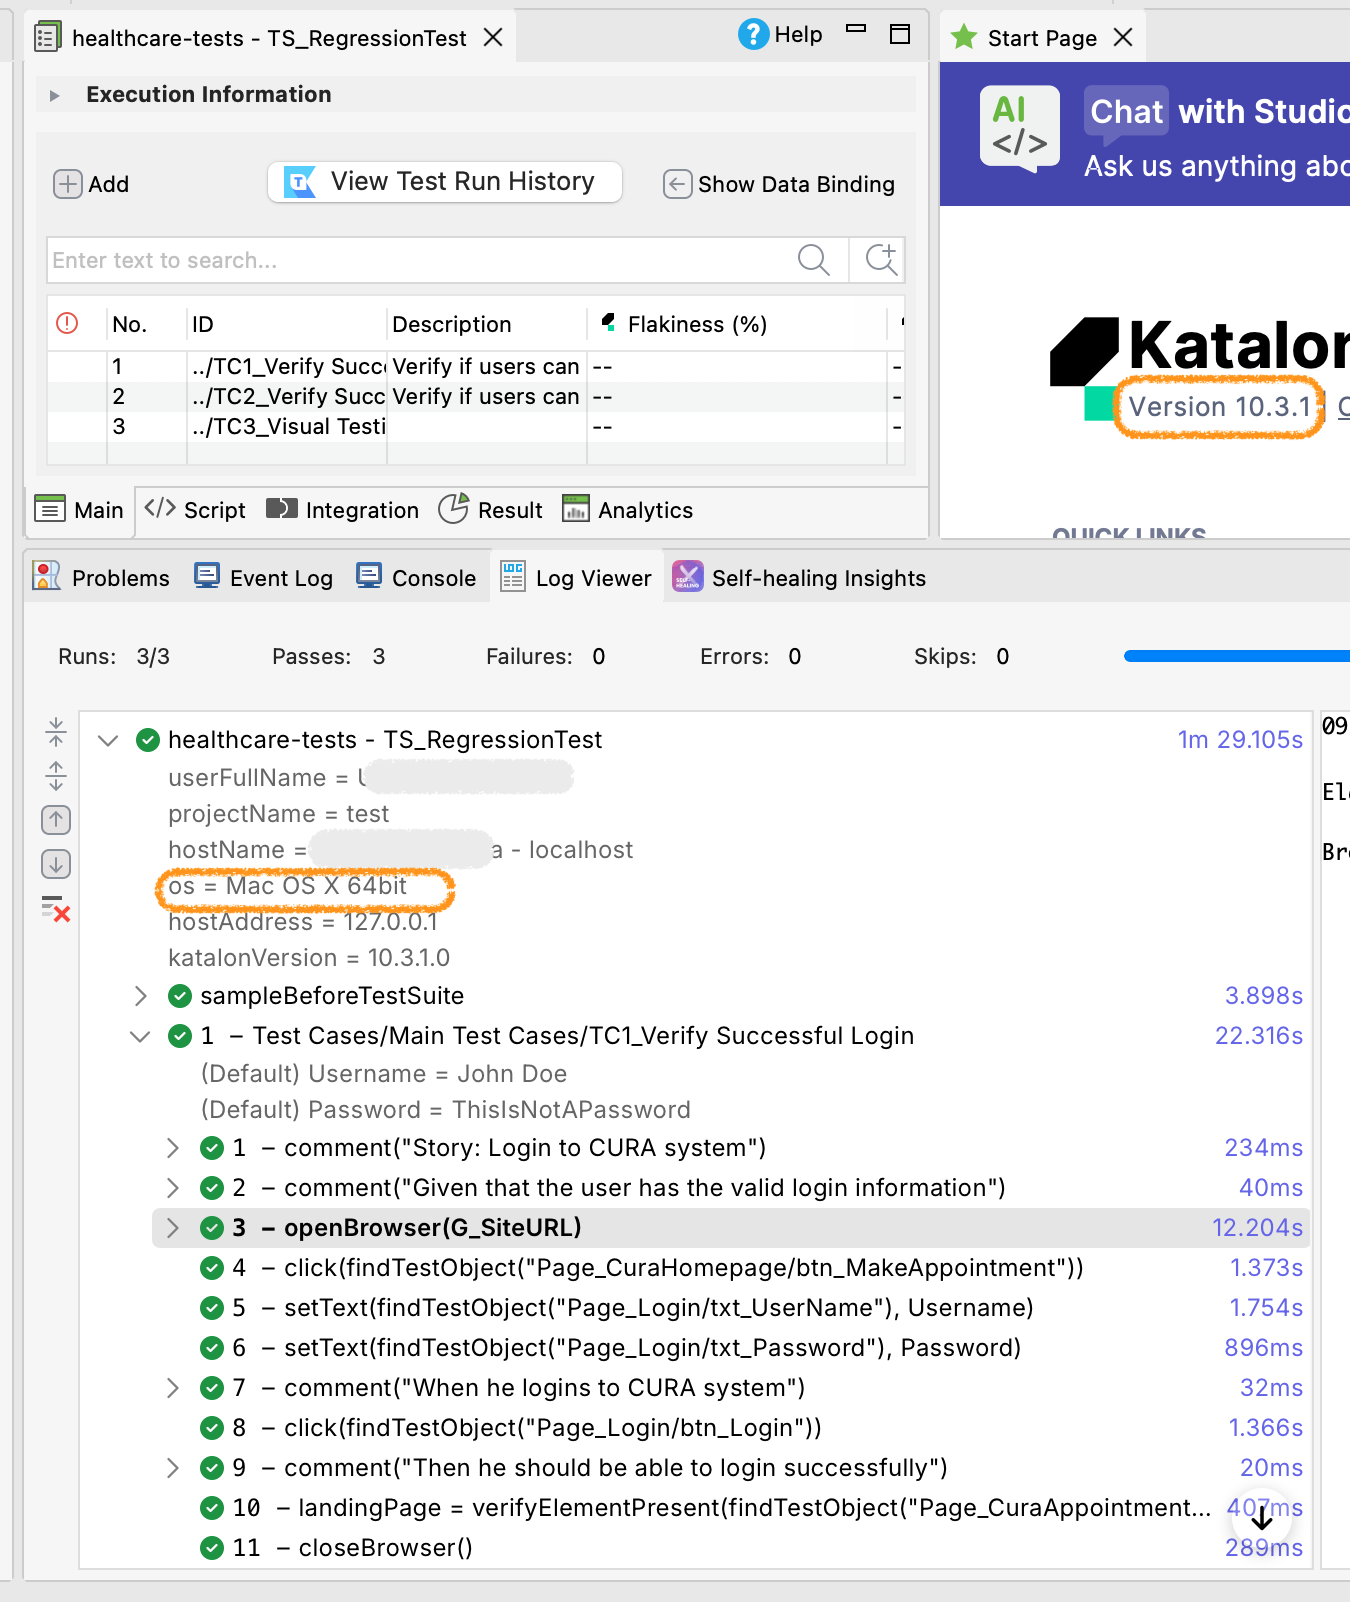 healthcare-tests - TS_RegressionTest
Help
Start Page
Execution Information
AI
</>
Chat with Studio
Ask us anything abo
Add
View Test Run History
Show Data Binding
Enter text to search...
Katalon
Version 10.3.1
No. ID Description Flakiness (%)
1 ../TC1_Verify Succ Verify if users can --
2 ../TC2_Verify Succ Verify if users can --
3 ../TC3_Visual Testi --
Main Script Integration Result Analytics
QUICK LINKS
Problems Event Log Console Log Viewer Self-healing Insights
Runs: 3/3 Passes: 3 Failures: 0 Errors: 0 Skips: 0
healthcare-tests - TS_RegressionTest 1m 29.105s
09
userFullName =
projectName = test
Ela
hostName = a - localhost
Bro
os = Mac OS X 64bit
hostAddress = 127.0.0.1
katalonVersion = 10.3.1.0
sampleBeforeTestSuite 3.898s
1 – Test Cases/Main Test Cases/TC1_Verify Successful Login 22.316s
(Default) Username = John Doe
(Default) Password = ThisIsNotAPassword
1 – comment("Story: Login to CURA system") 234ms
2 – comment("Given that the user has the valid login information") 40ms
3 – openBrowser(G_SiteURL) 12.204s
4 – click(findTestObject("Page_CuraHomepage/btn_MakeAppointment")) 1.373s
5 – setText(findTestObject("Page_Login/txt_UserName"), Username) 1.754s
6 – setText(findTestObject("Page_Login/txt_Password"), Password) 896ms
7 – comment("When he logins to CURA system") 32ms
8 – click(findTestObject("Page_Login/btn_Login")) 1.366s
9 – comment("Then he should be able to login successfully") 20ms
10 – landingPage = verifyElementPresent(findTestObject("Page_CuraAppointment... 407ms
11 – closeBrowser() 289ms